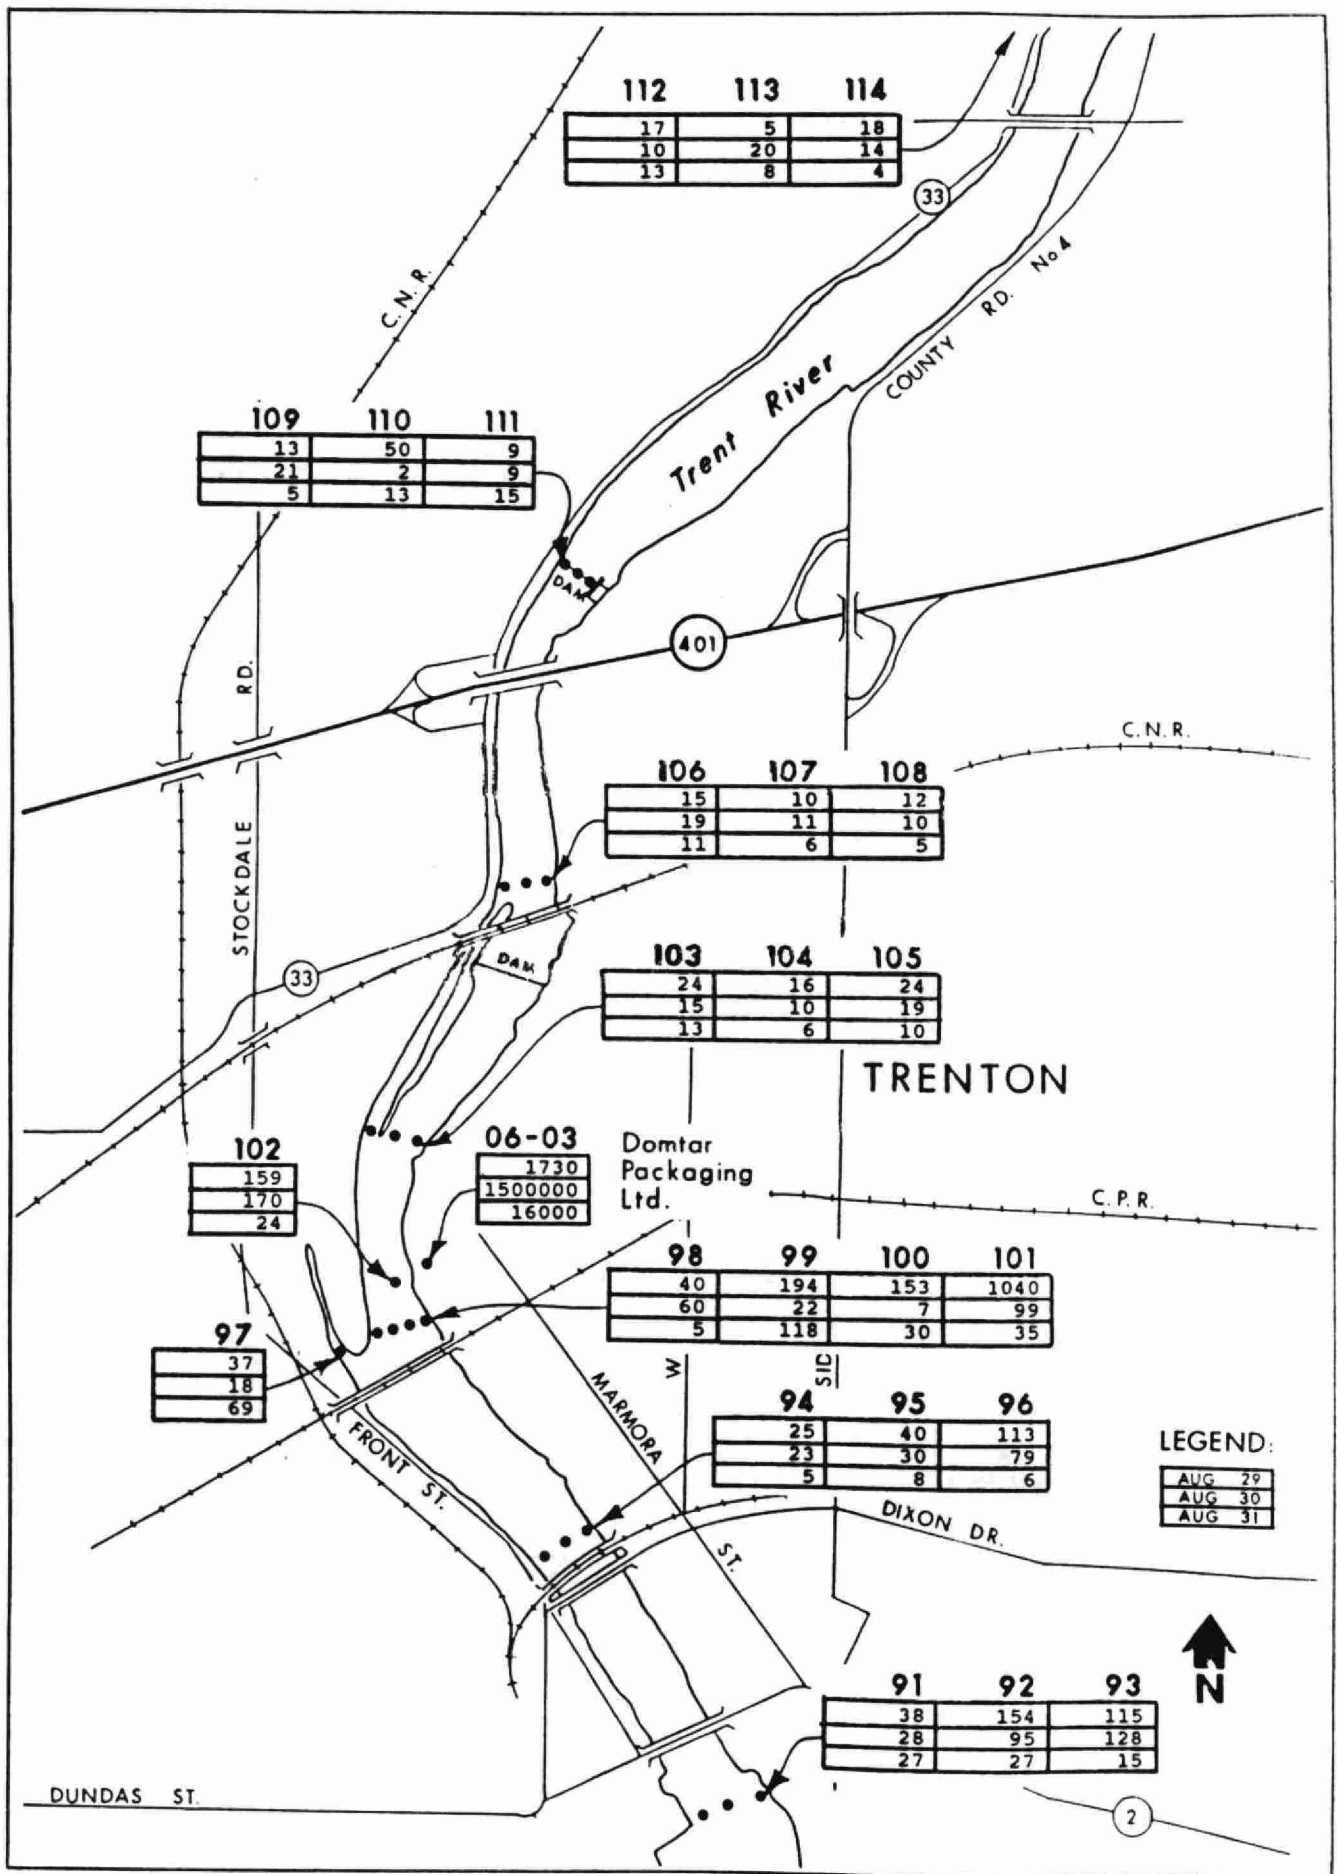 112 113 114
17 5 18
10 20 14
13 8 4
33
COUNTY RD. No.4
C.N.R.
Trent River
109 110 111
13 50 9
21 2 9
5 13 15
DAM
401
RD.
C.N.R.
106 107 108
15 10 12
19 11 10
11 6 5
STOCKDALE
33
DAM
103 104 105
24 16 24
15 10 19
13 6 10
TRENTON
102
159
170
24
06-03
1730
1500000
16000
Domtar
Packaging
Ltd.
C.P.R.
98 99 100 101
40 194 153 1040
60 22 7 99
5 118 30 35
97
37
18
69
W
SID
MARMORA ST.
FRONT ST.
94 95 96
25 40 113
23 30 79
5 8 6
LEGEND:
AUG 29
AUG 30
AUG 31
DIXON DR.
N
91 92 93
38 154 115
28 95 128
27 27 15
DUNDAS ST.
2